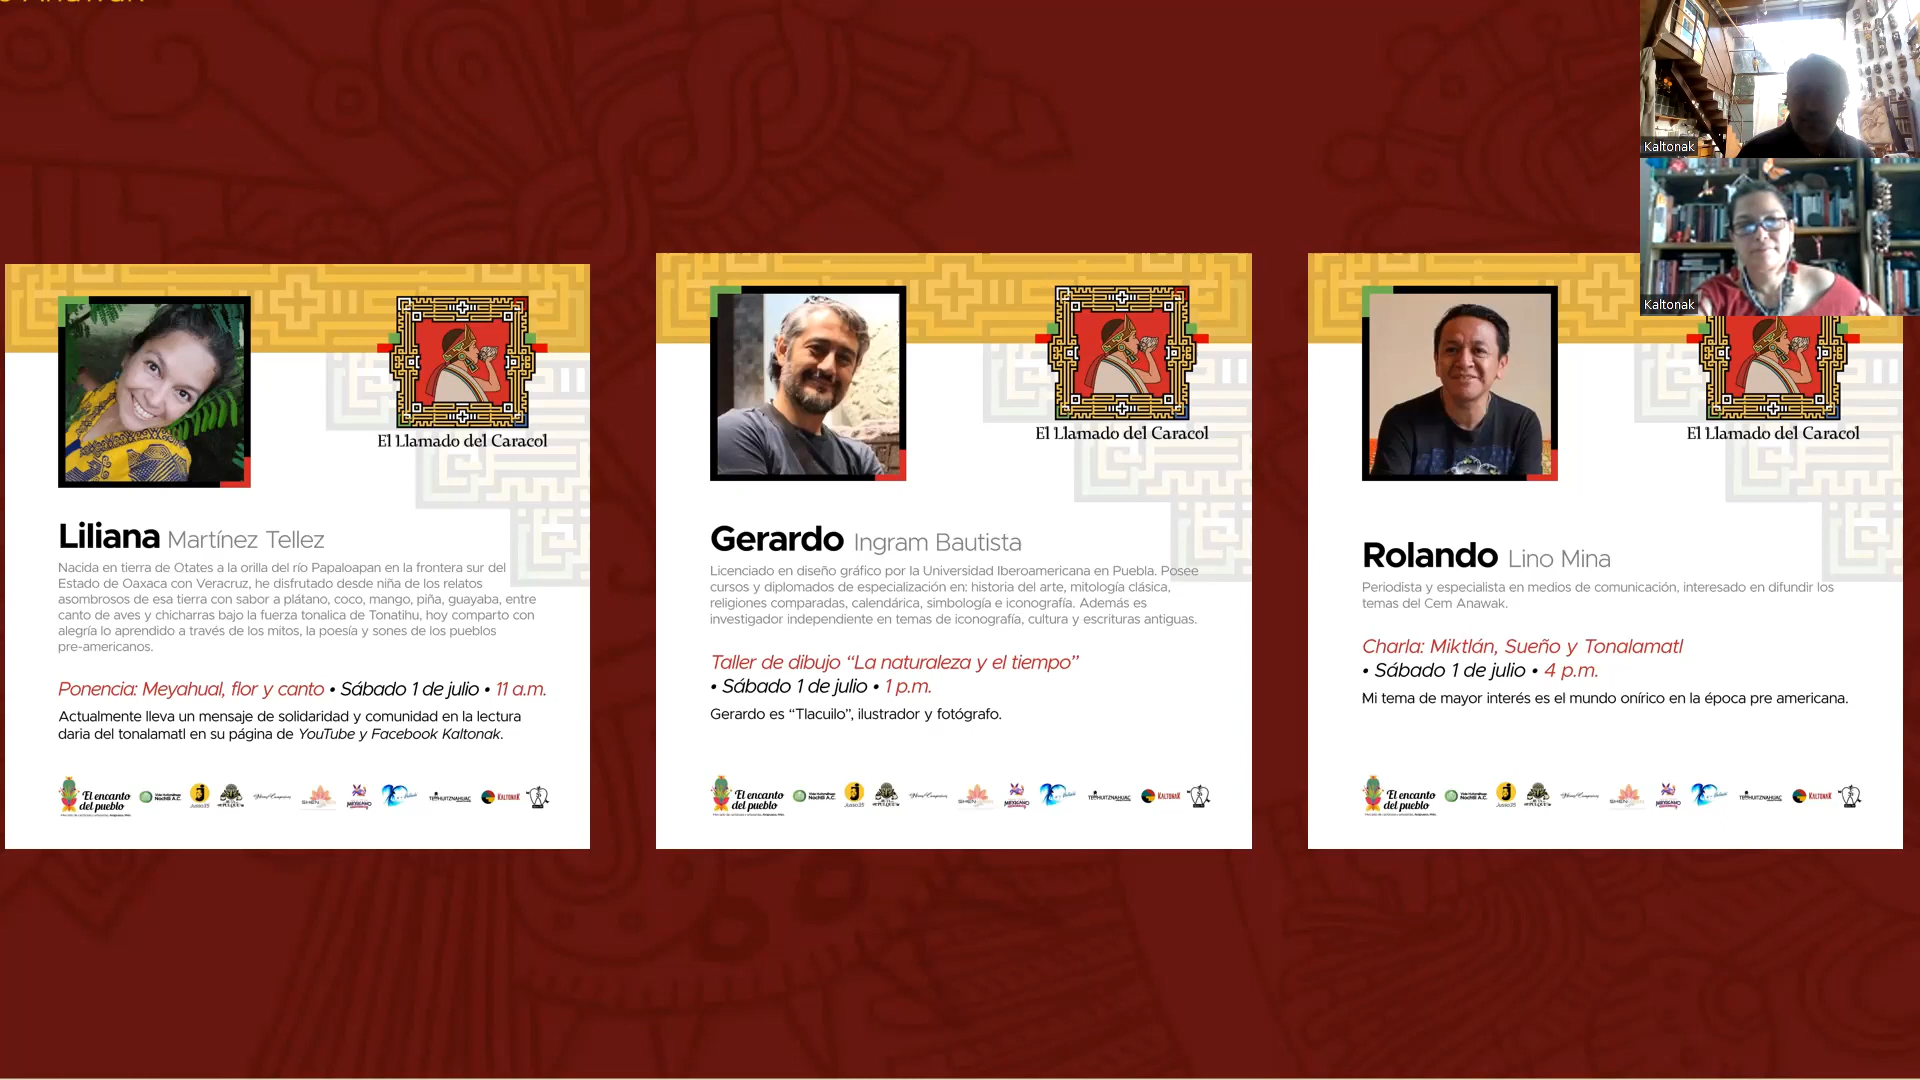 Kaltonak
Kaltonak
El Llamado del Caracol
Liliana Martínez Tellez
Nacida en tierra de Otates a la orilla del río Papaloapan en la frontera sur del
Estado de Oaxaca con Veracruz, he disfrutado desde niña de los relatos
asombrosos de esa tierra con sabor a plátano, coco, mango, piña, guayaba, entre
canto de aves y chicharras bajo la fuerza tonalica de Tonatihu, hoy comparto con
alegría lo aprendido a través de los mitos, la poesía y sones de los pueblos
pre-americanos.
Ponencia: Meyahual, flor y canto • Sábado 1 de julio • 11 a.m.
Actualmente lleva un mensaje de solidaridad y comunidad en la lectura
daria del tonalamatl en su página de YouTube y Facebook Kaltonak.
El encanto
del pueblo
KALTONAK
El Llamado del Caracol
Gerardo Ingram Bautista
Licenciado en diseño gráfico por la Universidad Iberoamericana en Puebla. Posee
cursos y diplomados de especialización en: historia del arte, mitología clásica,
religiones comparadas, calendárica, simbología e iconografía. Además es
investigador independiente en temas de iconografía, cultura y escrituras antiguas.
Taller de dibujo “La naturaleza y el tiempo”
• Sábado 1 de julio • 1 p.m.
Gerardo es “Tlacuilo”, ilustrador y fotógrafo.
El encanto
del pueblo
KALTONAK
El Llamado del Caracol
Rolando Lino Mina
Periodista y especialista en medios de comunicación, interesado en difundir los
temas del Cem Anawak.
Charla: Miktlán, Sueño y Tonalamatl
• Sábado 1 de julio • 4 p.m.
Mi tema de mayor interés es el mundo onírico en la época pre americana.
El encanto
del pueblo
KALTONAK